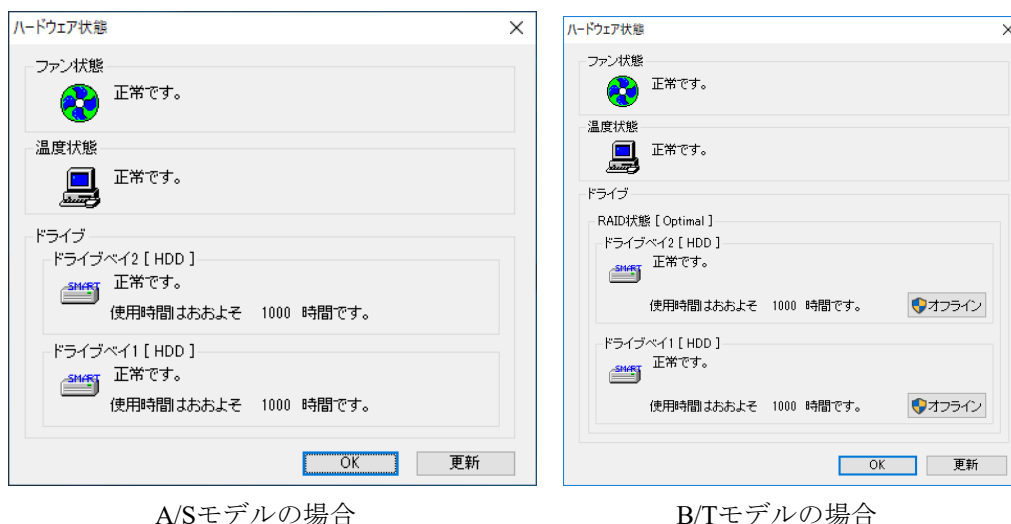 ハードウェア状態
ファン状態
正常です。
温度状態
正常です。
ドライブ
ドライブベイ2 [ HDD ]
SMART
正常です。
使用時間はおおよそ 1000 時間です。
ドライブベイ1 [ HDD ]
SMART
正常です。
使用時間はおおよそ 1000 時間です。
OK
更新
A/Sモデルの場合
ハードウェア状態
ファン状態
正常です。
温度状態
正常です。
ドライブ
RAID状態 [ Optimal ]
ドライブベイ2 [ HDD ]
SMART
正常です。
使用時間はおおよそ 1000 時間です。
オフライン
ドライブベイ1 [ HDD ]
SMART
正常です。
使用時間はおおよそ 1000 時間です。
オフライン
OK
更新
B/Tモデルの場合